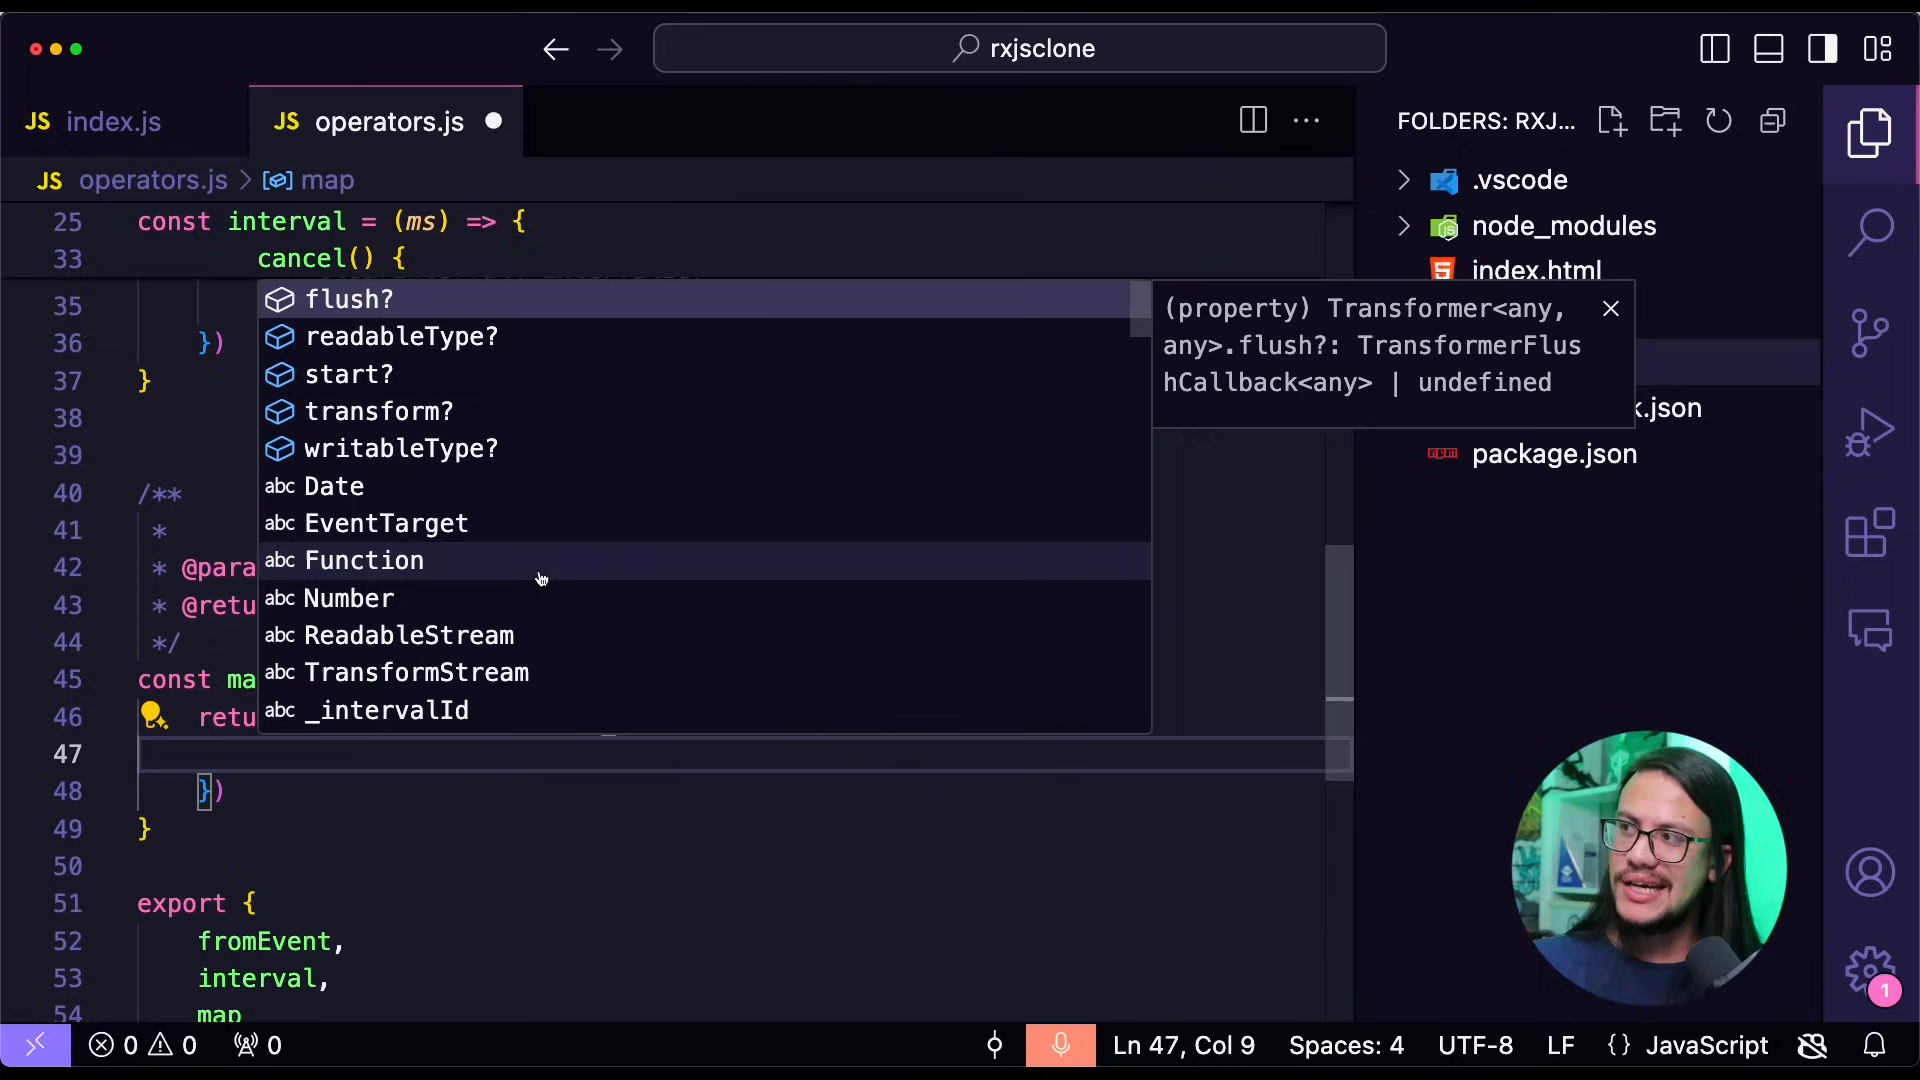 rxjsclone
JS index.js
JS operators.js
FOLDERS: RXJ...
JS operators.js > map
.vscode
node_modules
index.html
k.json
package.json
25 const interval = (ms) => {
33 cancel() {
35
36 })
37 }
38
39
40 /**
41 *
42 * @para
43 * @retu
44 */
45 const ma
46 retu
47
48 })
49 }
50
51 export {
52 fromEvent,
53 interval,
54 map
flush?
readableType?
start?
transform?
writableType?
abc Date
abc EventTarget
abc Function
abc Number
abc ReadableStream
abc TransformStream
abc _intervalId
(property) Transformer<any,
any>.flush?: TransformerFlus
hCallback<any> | undefined
1
0 0 0
Ln 47, Col 9 Spaces: 4 UTF-8 LF {} JavaScript